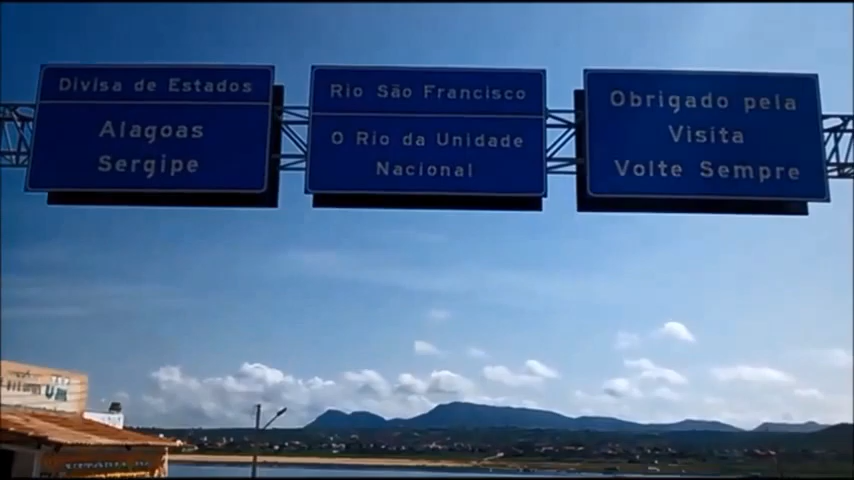 Divisa de Estados
Alagoas
Sergipe
Rio São Francisco
O Rio da Unidade
Nacional
Obrigado pela
Visita
Volte Sempre